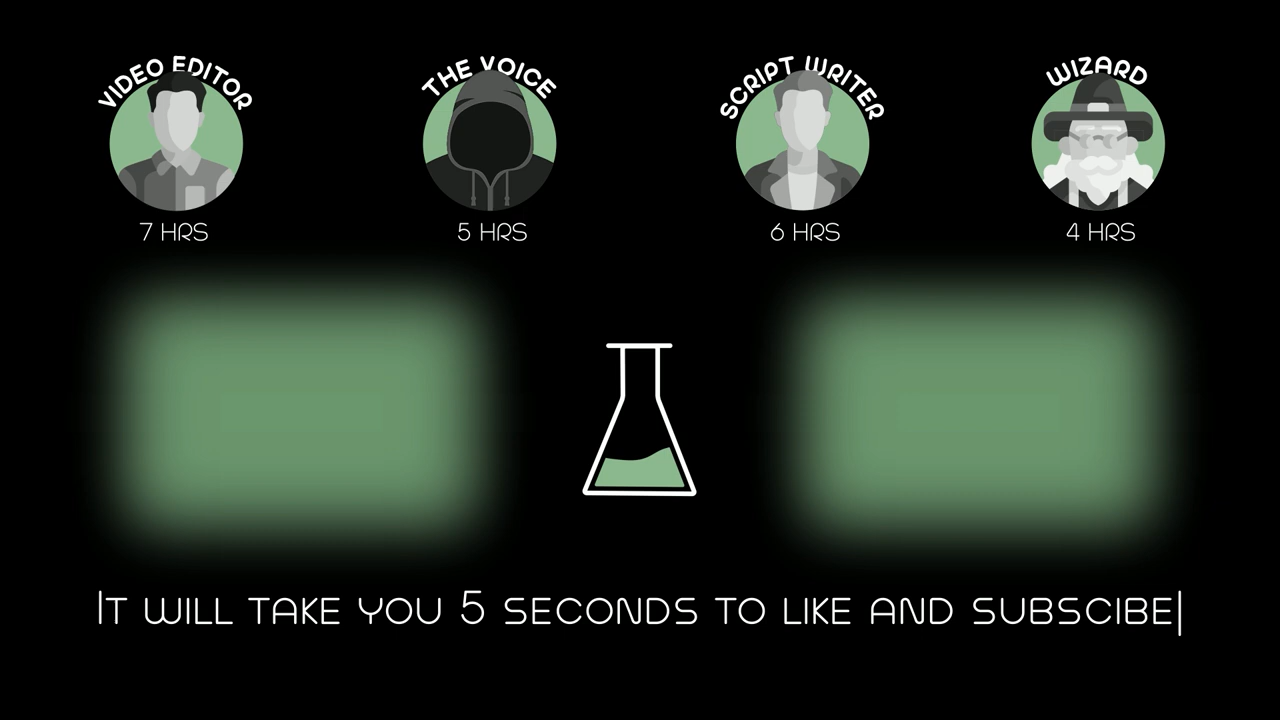 VIDEO EDITOR
THE VOICE
SCRIPT WRITER
WIZARD
7 HRS
5 HRS
6 HRS
4 HRS
IT WILL TAKE YOU 5 SECONDS TO LIKE AND SUBSCIBE|